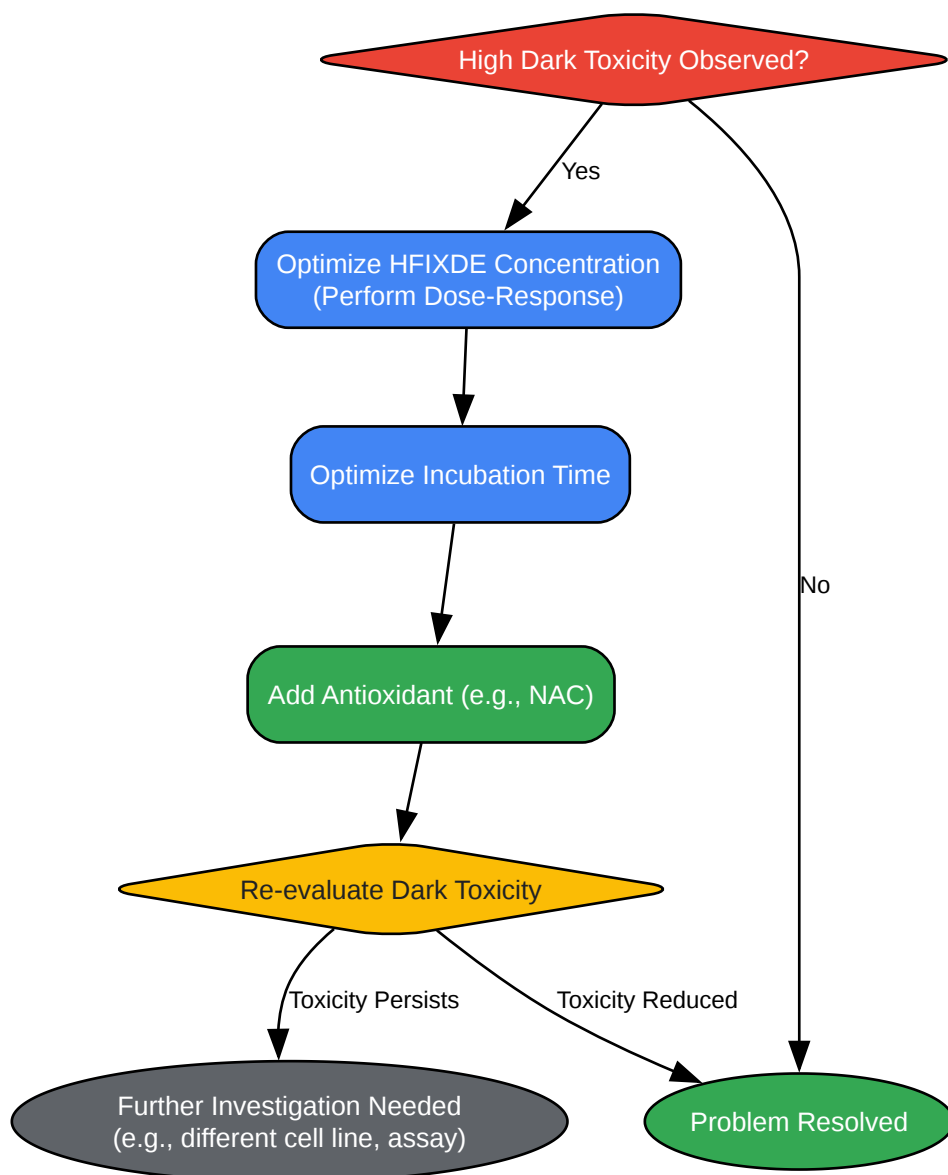 High Dark Toxicity Observed?
Yes
Optimize HFIXDE Concentration
(Perform Dose-Response)
Optimize Incubation Time
No
Add Antioxidant (e.g., NAC)
Re-evaluate Dark Toxicity
Toxicity Persists
Toxicity Reduced
Further Investigation Needed
(e.g., different cell line, assay)
Problem Resolved